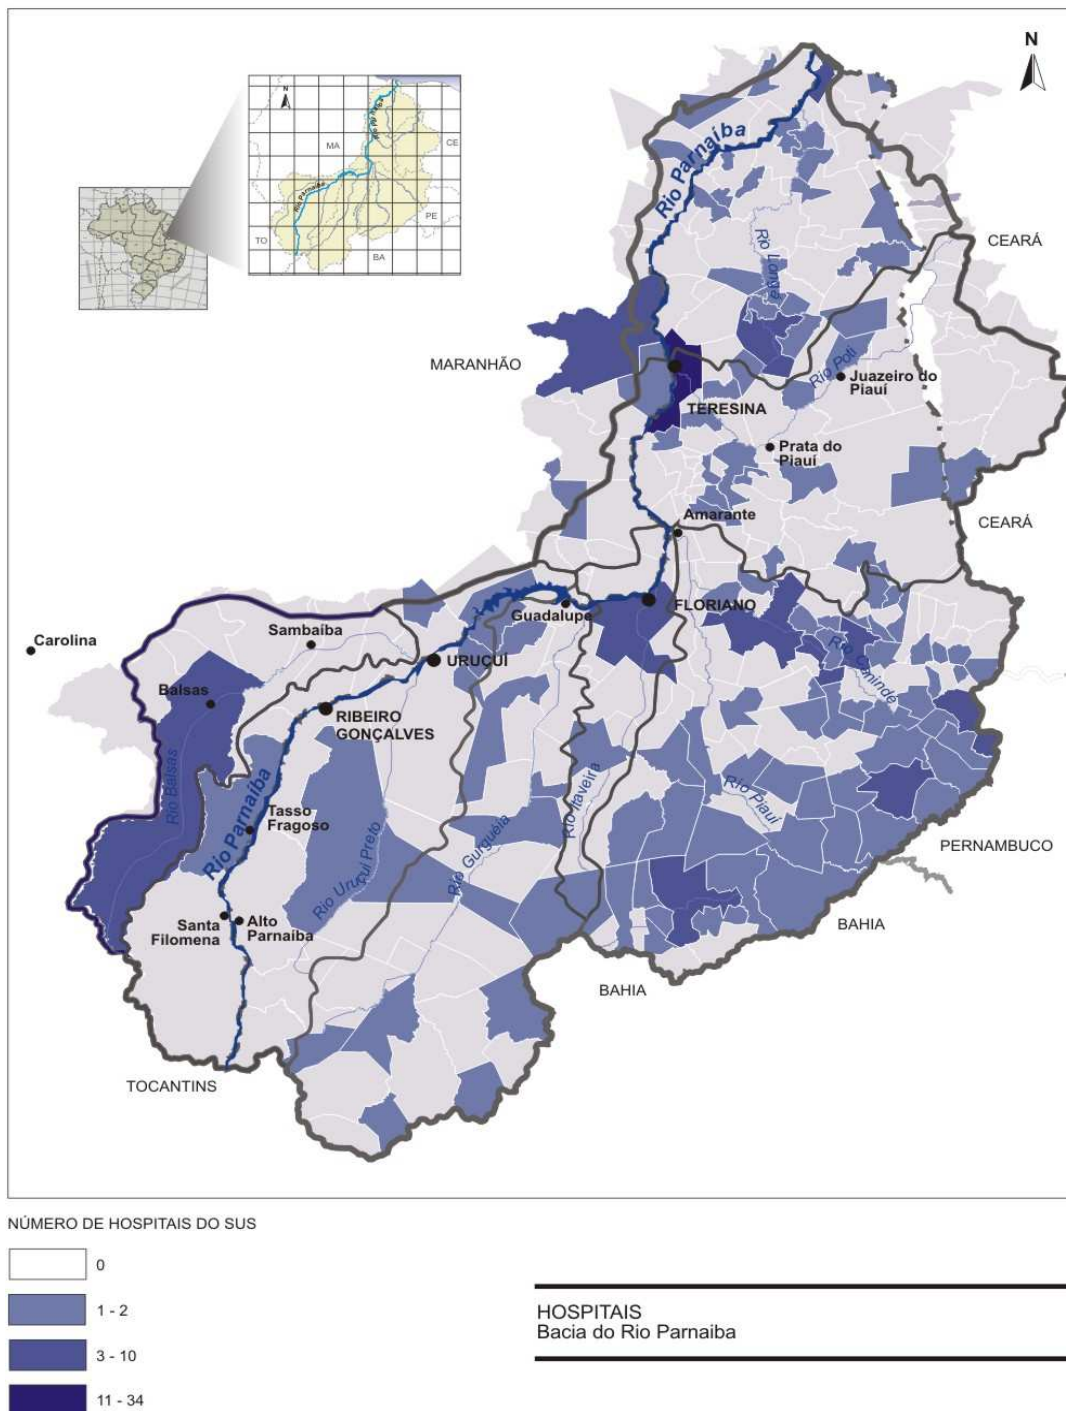 N
N
MA
CE
PE
TO
BA
Rio Parnaíba
Rio Parnaíba
CEARÁ
Rio Longá
MARANHÃO
Rio Poti
Juazeiro do
Piauí
TERESINA
Prata do
Piauí
Amarante
CEARÁ
FLORIANO
Guadalupe
Carolina
Sambaíba
URUÇUÍ
Rio Canindé
Balsas
RIBEIRO
GONÇALVES
Rio Balsas
Rio Parnaíba
Tasso
Fragoso
Rio Uruçuí Preto
Rio Gurguéia
Rio Itaveira
Rio Piauí
PERNAMBUCO
Santa
Filomena
Alto
Parnaíba
BAHIA
BAHIA
TOCANTINS
NÚMERO DE HOSPITAIS DO SUS
0
1 - 2
3 - 10
11 - 34
HOSPITAIS
Bacia do Rio Parnaiba